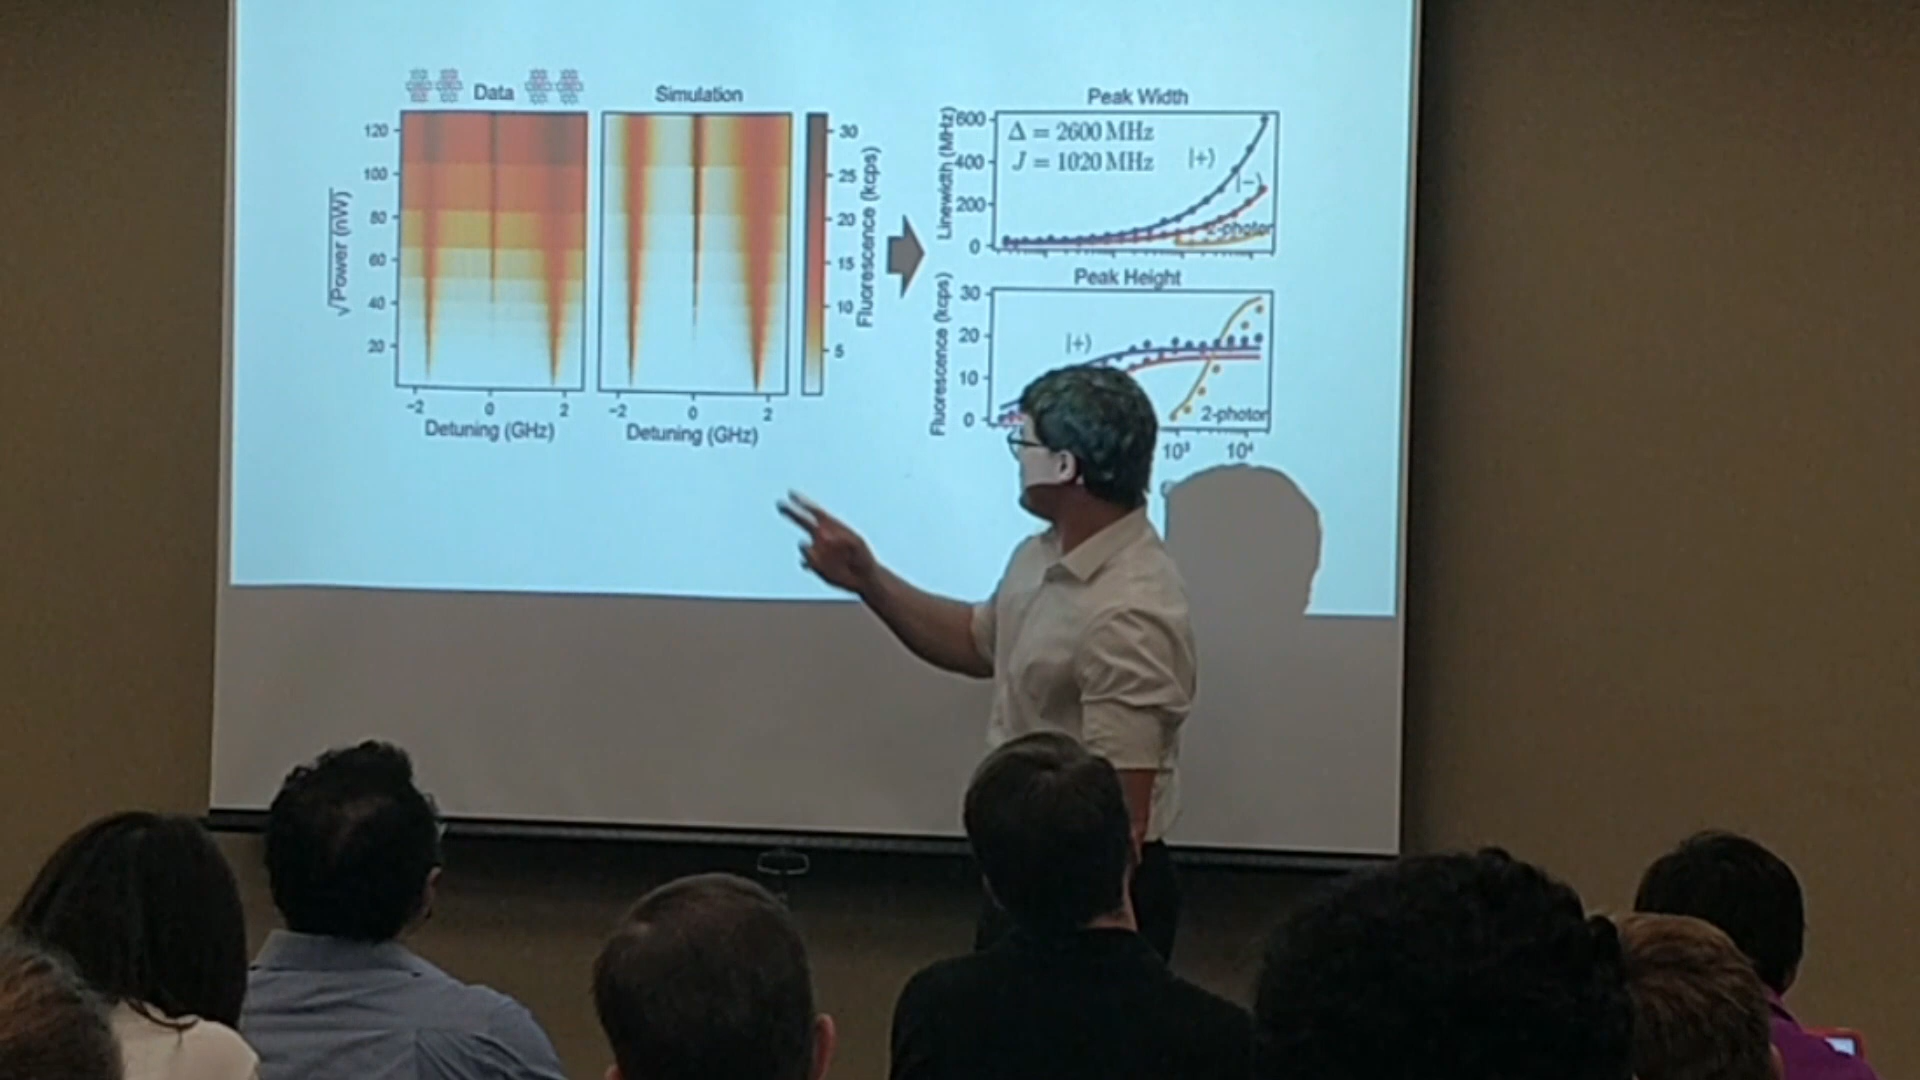 Data
Simulation
120
100
80
60
40
20
√Power (nW)
−2
0
2
Detuning (GHz)
−2
0
2
Detuning (GHz)
30
25
20
15
10
5
Fluorescence (kcps)
Peak Width
600
400
200
0
Linewidth (MHz)
Δ = 2600 MHz
J = 1020 MHz
|+⟩
|−⟩
2-photon
Peak Height
30
20
10
0
Fluorescence (kcps)
|+⟩
2-photon
10³
10⁴